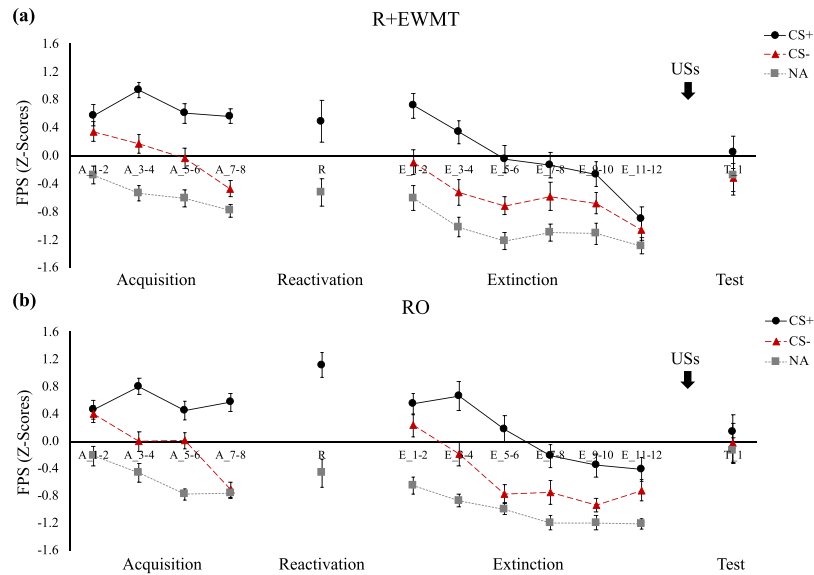 (a)
R+EWMT
CS+
CS-
NA
USs
FPS (Z-Scores)
1.6
1.2
0.8
0.4
0.0
-0.4
-0.8
-1.2
-1.6
A_1-2 A_3-4 A_5-6 A_7-8 R E_1-2 E_3-4 E_5-6 E_7-8 E_9-10 E_11-12 T_1
Acquisition Reactivation Extinction Test
(b)
RO
CS+
CS-
NA
USs
FPS (Z-Scores)
1.6
1.2
0.8
0.4
0.0
-0.4
-0.8
-1.2
-1.6
A_1-2 A_3-4 A_5-6 A_7-8 R E_1-2 E_3-4 E_5-6 E_7-8 E_9-10 E_11-12 T_1
Acquisition Reactivation Extinction Test